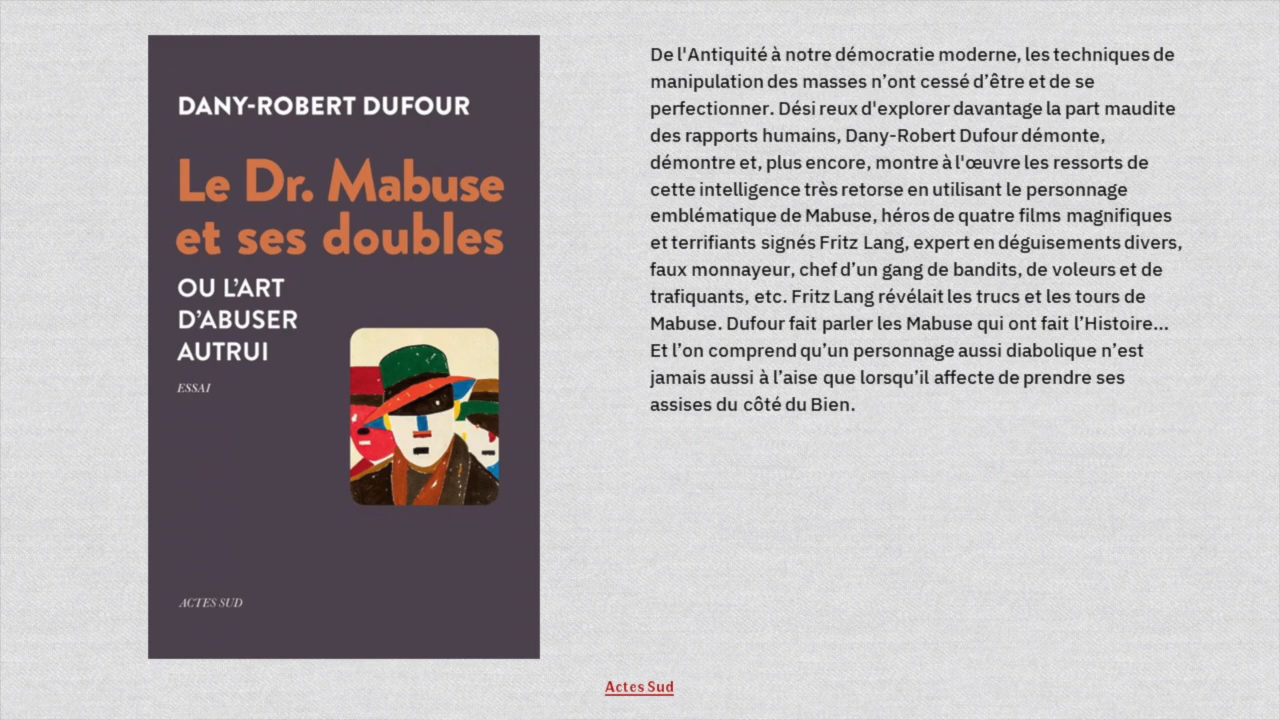 DANY-ROBERT DUFOUR
Le Dr. Mabuse
et ses doubles
OU L’ART
D’ABUSER
AUTRUI
ESSAI
ACTES SUD
De l'Antiquité à notre démocratie moderne, les techniques de
manipulation des masses n’ont cessé d’être et de se
perfectionner. Dési reux d'explorer davantage la part maudite
des rapports humains, Dany-Robert Dufour démonte,
démontre et, plus encore, montre à l'œuvre les ressorts de
cette intelligence très retorse en utilisant le personnage
emblématique de Mabuse, héros de quatre films magnifiques
et terrifiants signés Fritz Lang, expert en déguisements divers,
faux monnayeur, chef d’un gang de bandits, de voleurs et de
trafiquants, etc. Fritz Lang révélait les trucs et les tours de
Mabuse. Dufour fait parler les Mabuse qui ont fait l’Histoire...
Et l’on comprend qu’un personnage aussi diabolique n’est
jamais aussi à l’aise que lorsqu’il affecte de prendre ses
assises du côté du Bien.
Actes Sud